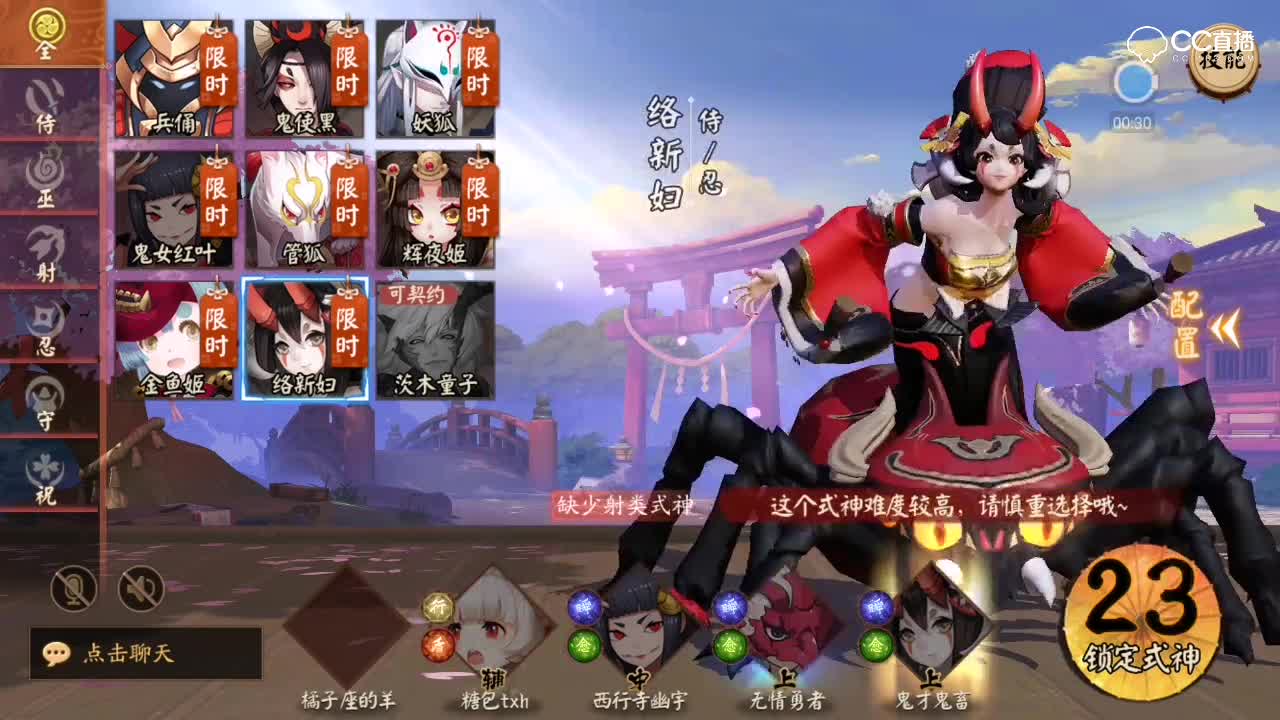 全
侍
巫
射
忍
守
祝
限时
兵俑
限时
鬼使黑
限时
妖狐
限时
鬼女红叶
限时
管狐
限时
辉夜姬
限时
金鱼姬
限时
络新妇
可契约
茨木童子
络新妇
侍/忍
CC直播
技能
00:30
配置
缺少射类式神
这个式神难度较高，请慎重选择哦~
点击聊天
橘子座的羊
辅
糖包txh
中
西行寺幽字
上
无情勇者
上
鬼才鬼畜
23
锁定式神